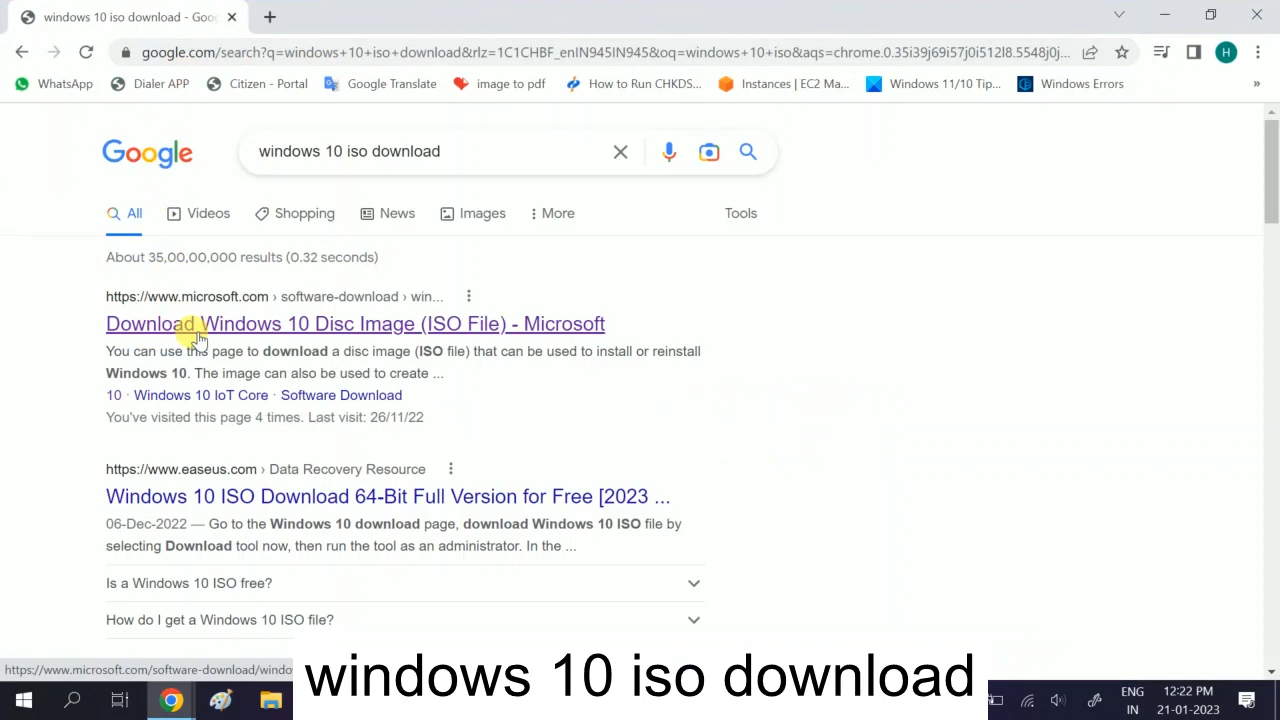 windows 10 iso download - Goo
google.com/search?q=windows+10+iso+download&rlz=1C1CHBF_enIN945IN945&oq=windows+10+iso&aqs=chrome.0.35i39j69i57j0i512l8.5548j0j...
H
WhatsApp
Dialer APP
Citizen - Portal
Google Translate
image to pdf
How to Run CHKDS...
Instances | EC2 Ma...
Windows 11/10 Tip...
Windows Errors
»
Google
windows 10 iso download
All
Videos
Shopping
News
Images
More
Tools
About 35,00,00,000 results (0.32 seconds)
https://www.microsoft.com › software-download › win...
Download Windows 10 Disc Image (ISO File) - Microsoft
You can use this page to download a disc image (ISO file) that can be used to install or reinstall
Windows 10. The image can also be used to create ...
10 · Windows 10 IoT Core · Software Download
You've visited this page 4 times. Last visit: 26/11/22
https://www.easeus.com › Data Recovery Resource
Windows 10 ISO Download 64-Bit Full Version for Free [2023 ...
06-Dec-2022 — Go to the Windows 10 download page, download Windows 10 ISO file by
selecting Download tool now, then run the tool as an administrator. In the ...
Is a Windows 10 ISO free?
How do I get a Windows 10 ISO file?
https://www.microsoft.com/software-download/windo
windows 10 iso download
ENG
IN
12:22 PM
21-01-2023